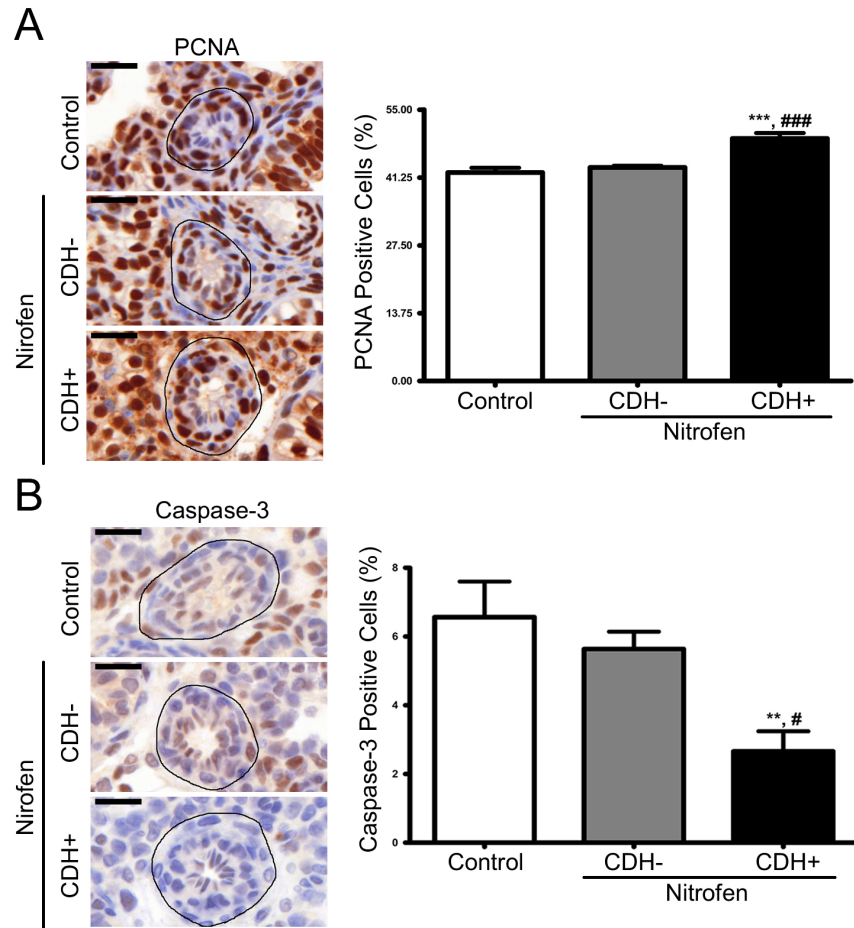 A
PCNA
Control
CDH-
CDH+
Nirofen
PCNA Positive Cells (%)
55.00
41.25
27.50
13.75
0.00
***, ###
Control
CDH-
CDH+
Nitrofen
B
Caspase-3
Control
CDH-
CDH+
Nirofen
Caspase-3 Positive Cells (%)
8
6
4
2
0
**, #
Control
CDH-
CDH+
Nitrofen